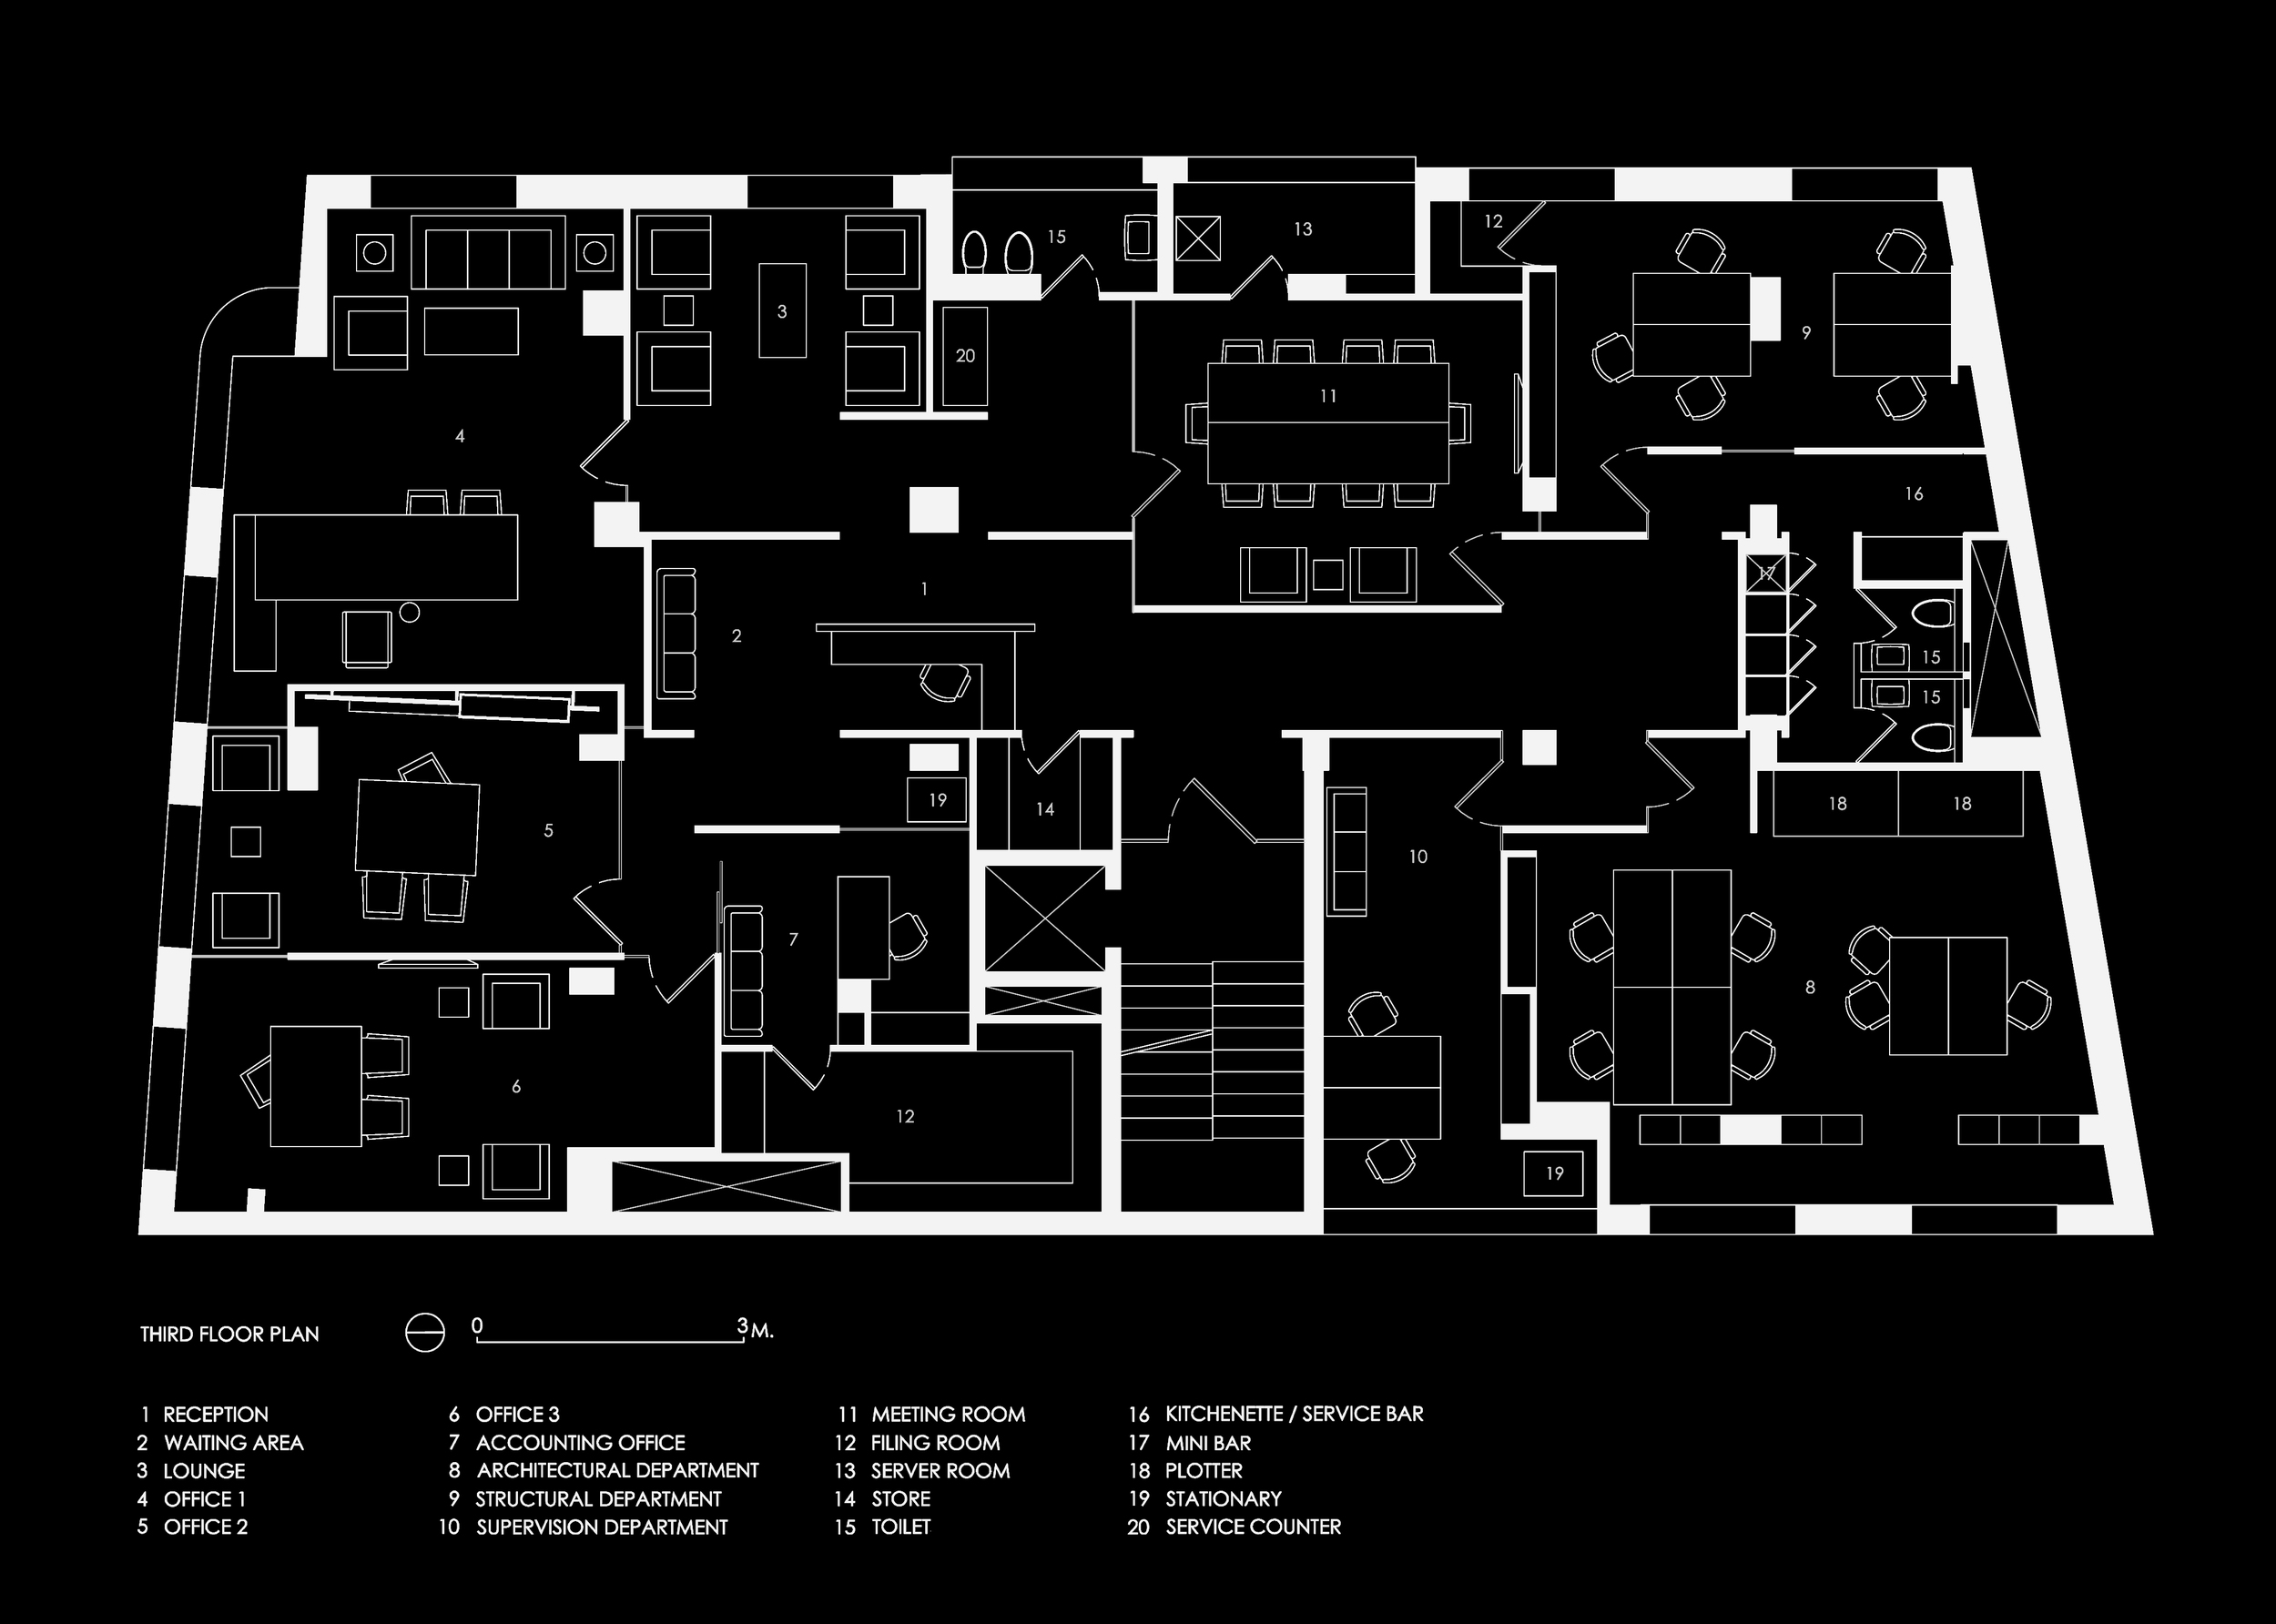 12
15
13
3
9
20
11
4
16
17
1
2
15
15
19
18
18
14
5
10
7
8
6
12
19
THIRD FLOOR PLAN
0
3 M.
1 RECEPTION
2 WAITING AREA
3 LOUNGE
4 OFFICE 1
5 OFFICE 2
6 OFFICE 3
7 ACCOUNTING OFFICE
8 ARCHITECTURAL DEPARTMENT
9 STRUCTURAL DEPARTMENT
10 SUPERVISION DEPARTMENT
11 MEETING ROOM
12 FILING ROOM
13 SERVER ROOM
14 STORE
15 TOILET
16 KITCHENETTE / SERVICE BAR
17 MINI BAR
18 PLOTTER
19 STATIONARY
20 SERVICE COUNTER